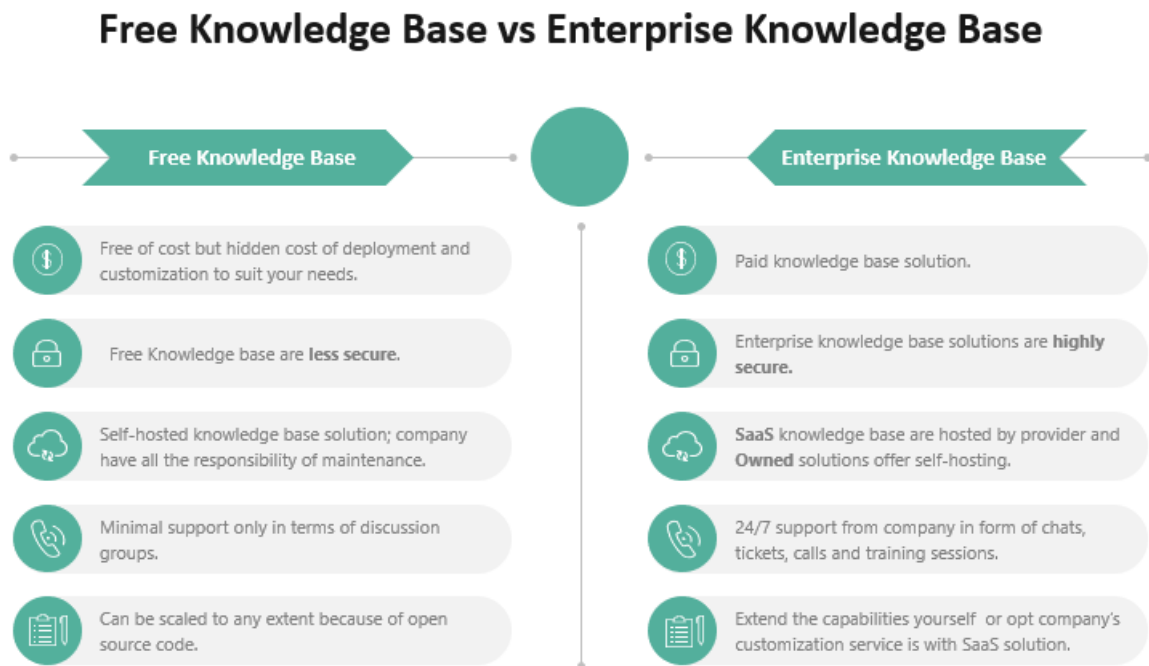 Free Knowledge Base vs Enterprise Knowledge Base
Free Knowledge Base
Free of cost but hidden cost of deployment and
customization to suit your needs.
Free Knowledge base are less secure.
Self-hosted knowledge base solution; company
have all the responsibility of maintenance.
Minimal support only in terms of discussion
groups.
Can be scaled to any extent because of open
source code.
Enterprise Knowledge Base
Paid knowledge base solution.
Enterprise knowledge base solutions are highly
secure.
SaaS knowledge base are hosted by provider and
Owned solutions offer self-hosting.
24/7 support from company in form of chats,
tickets, calls and training sessions.
Extend the capabilities yourself or opt company's
customization service is with SaaS solution.